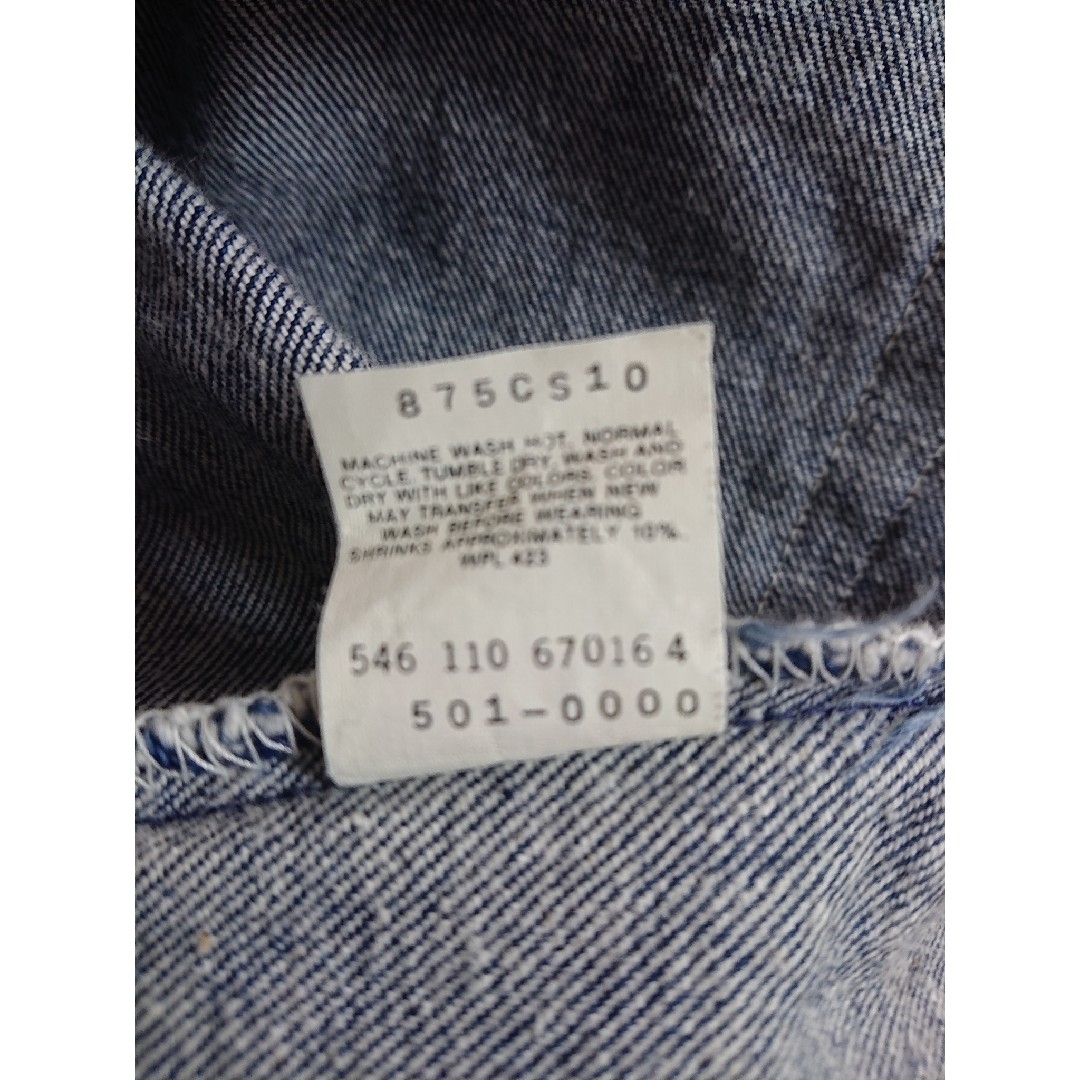 875CS10
MACHINE WASH HOT, NORMAL
CYCLE, TUMBLE DRY, WASH AND
DRY WITH LIKE COLORS, COLOR
MAY TRANSFER WHEN NEW
WASH BEFORE WEARING
SHRINKS APPROXIMATELY 10%.
WPL 423
546 110 670164
501-0000